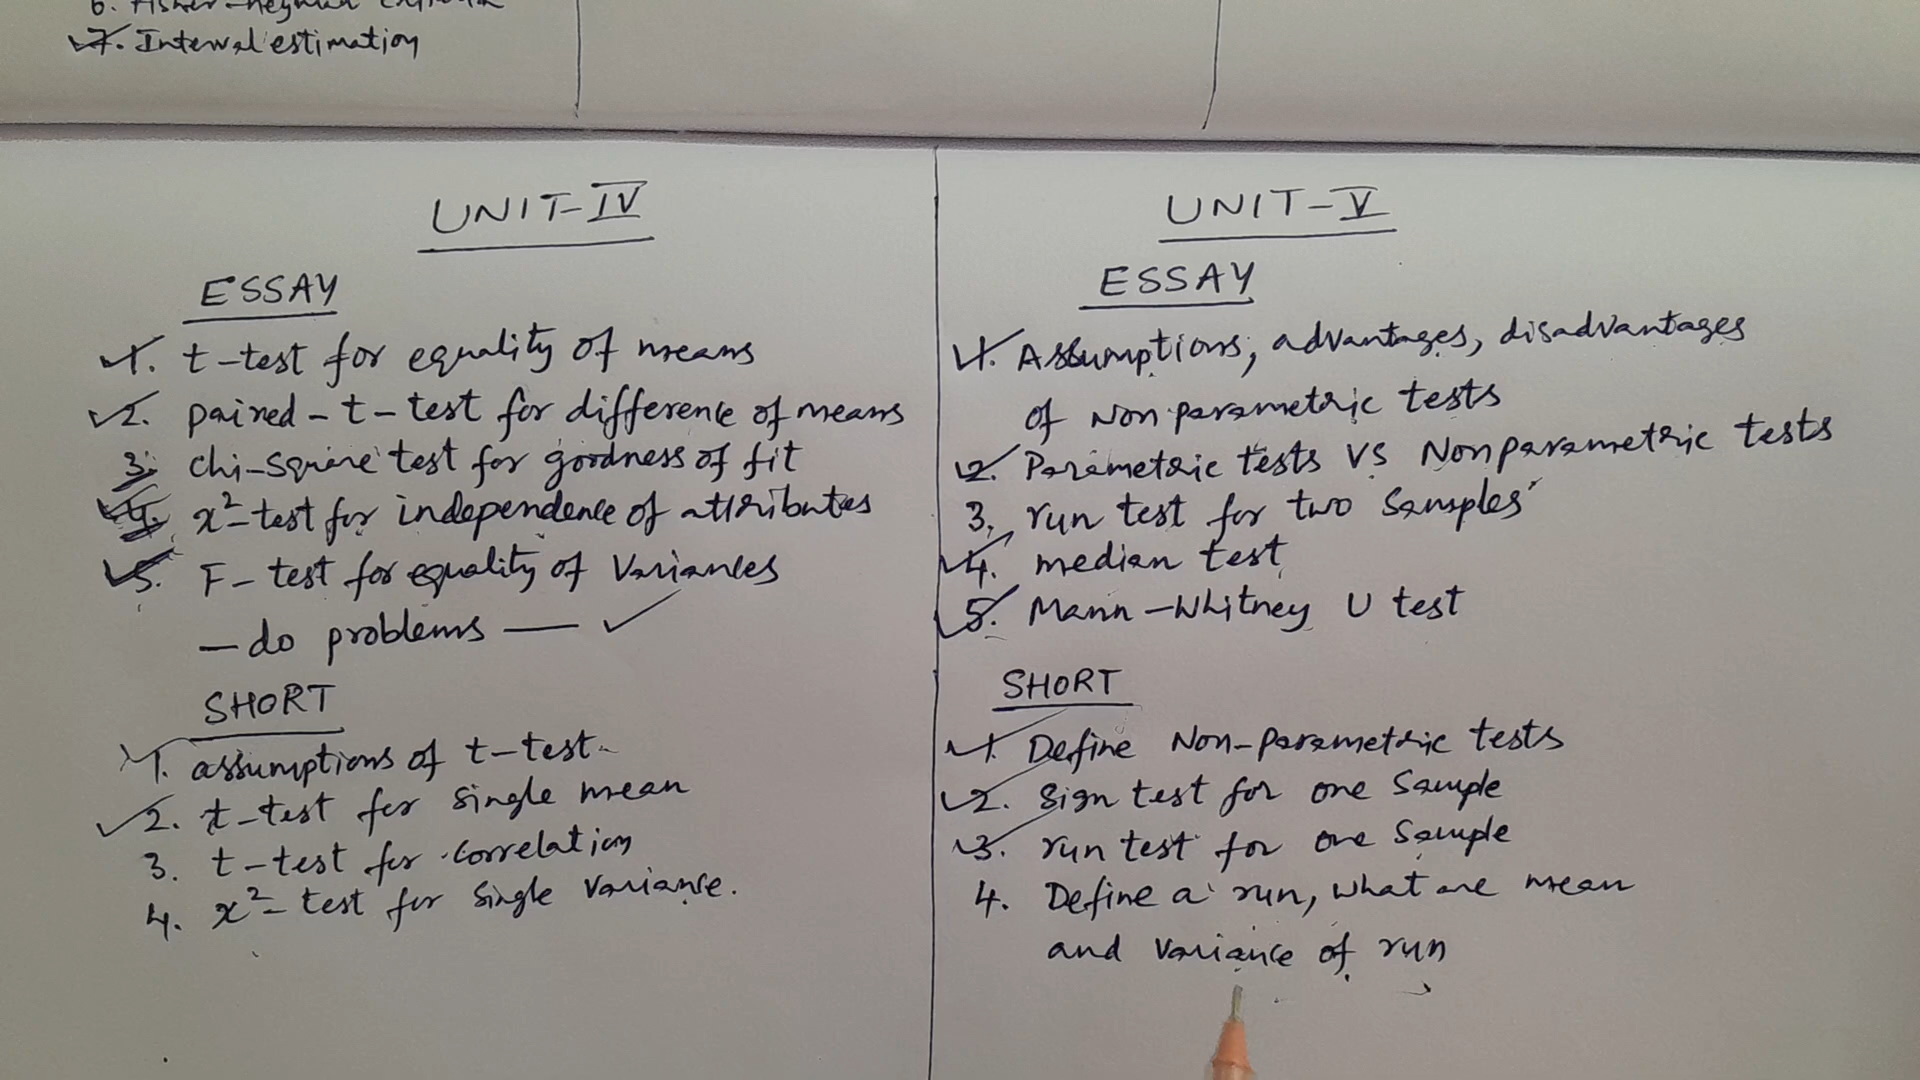 6. Fisher-Neyman
7. Interval estimation
UNIT-IV
ESSAY
1. t-test for equality of means
2. paired-t-test for difference of means
3. chi-square test for goodness of fit
4. x²-test for independence of attributes
5. F-test for equality of Variances
- do problems -
SHORT
1. assumptions of t-test
2. t-test for single mean
3. t-test for correlation
4. x²-test for single Variance.
UNIT-V
ESSAY
1. Assumptions, advantages, disadvantages
of Non parametric tests
2. Parametric tests VS Nonparametric tests
3. run test for two Samples
4. median test
5. Mann-Whitney U test
SHORT
1. Define Non-parametric tests
2. Sign test for one Sample
3. run test for one Sample
4. Define a run, What are mean
and Variance of run